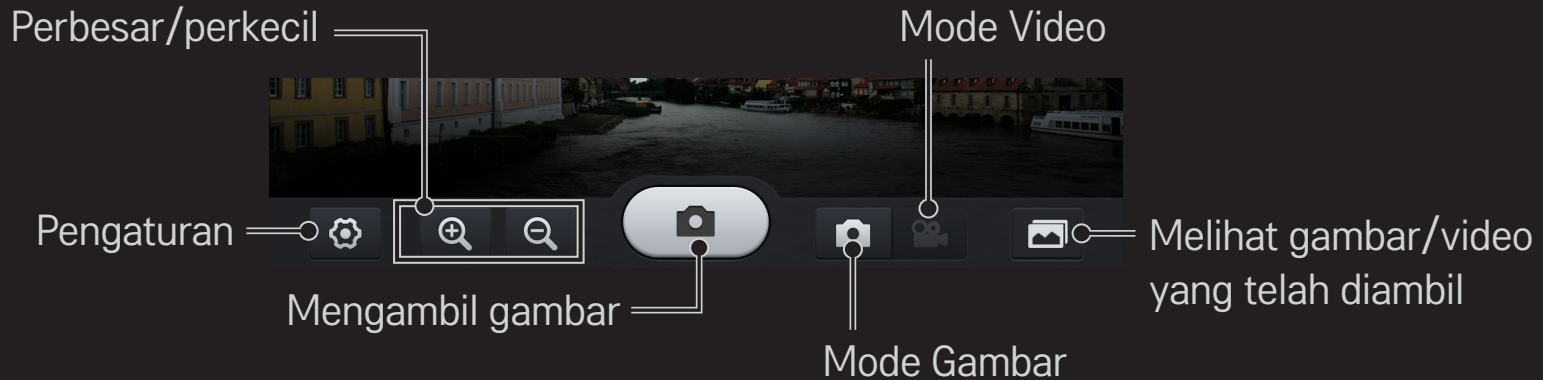 Perbesar/perkecil
Mode Video
Pengaturan
Melihat gambar/video
yang telah diambil
Mengambil gambar
Mode Gambar